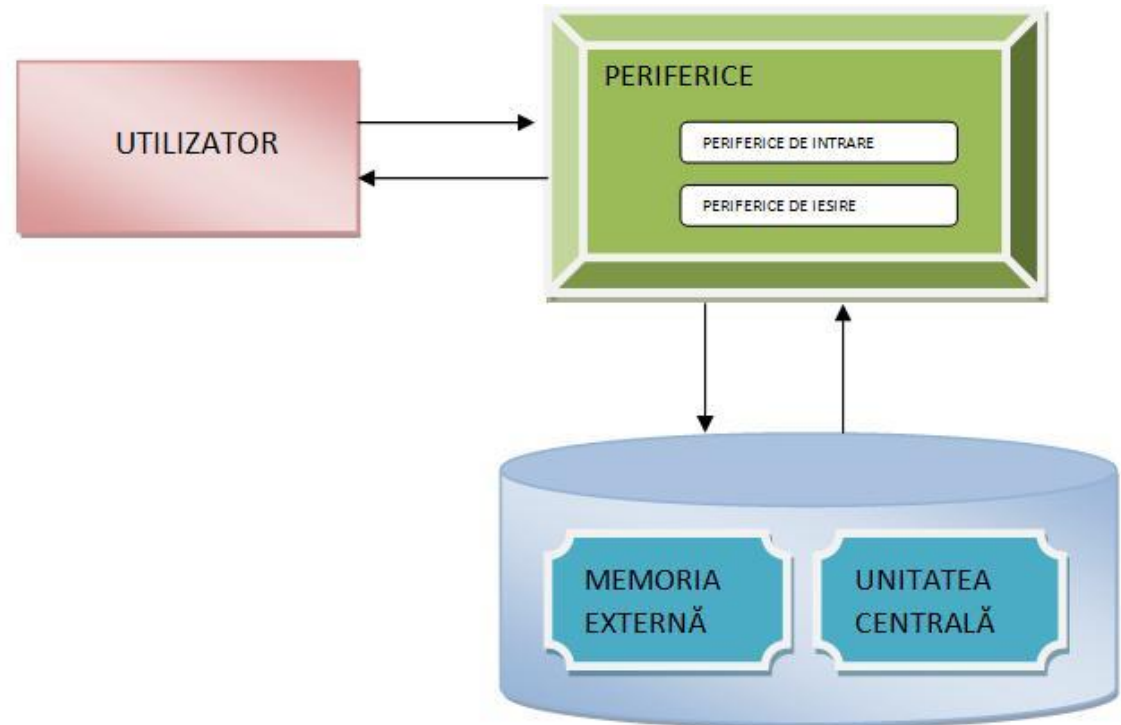 UTILIZATOR
PERIFERICE
PERIFERICE DE INTRARE
PERIFERICE DE IESIRE
MEMORIA
EXTERNĂ
UNITATEA
CENTRALĂ